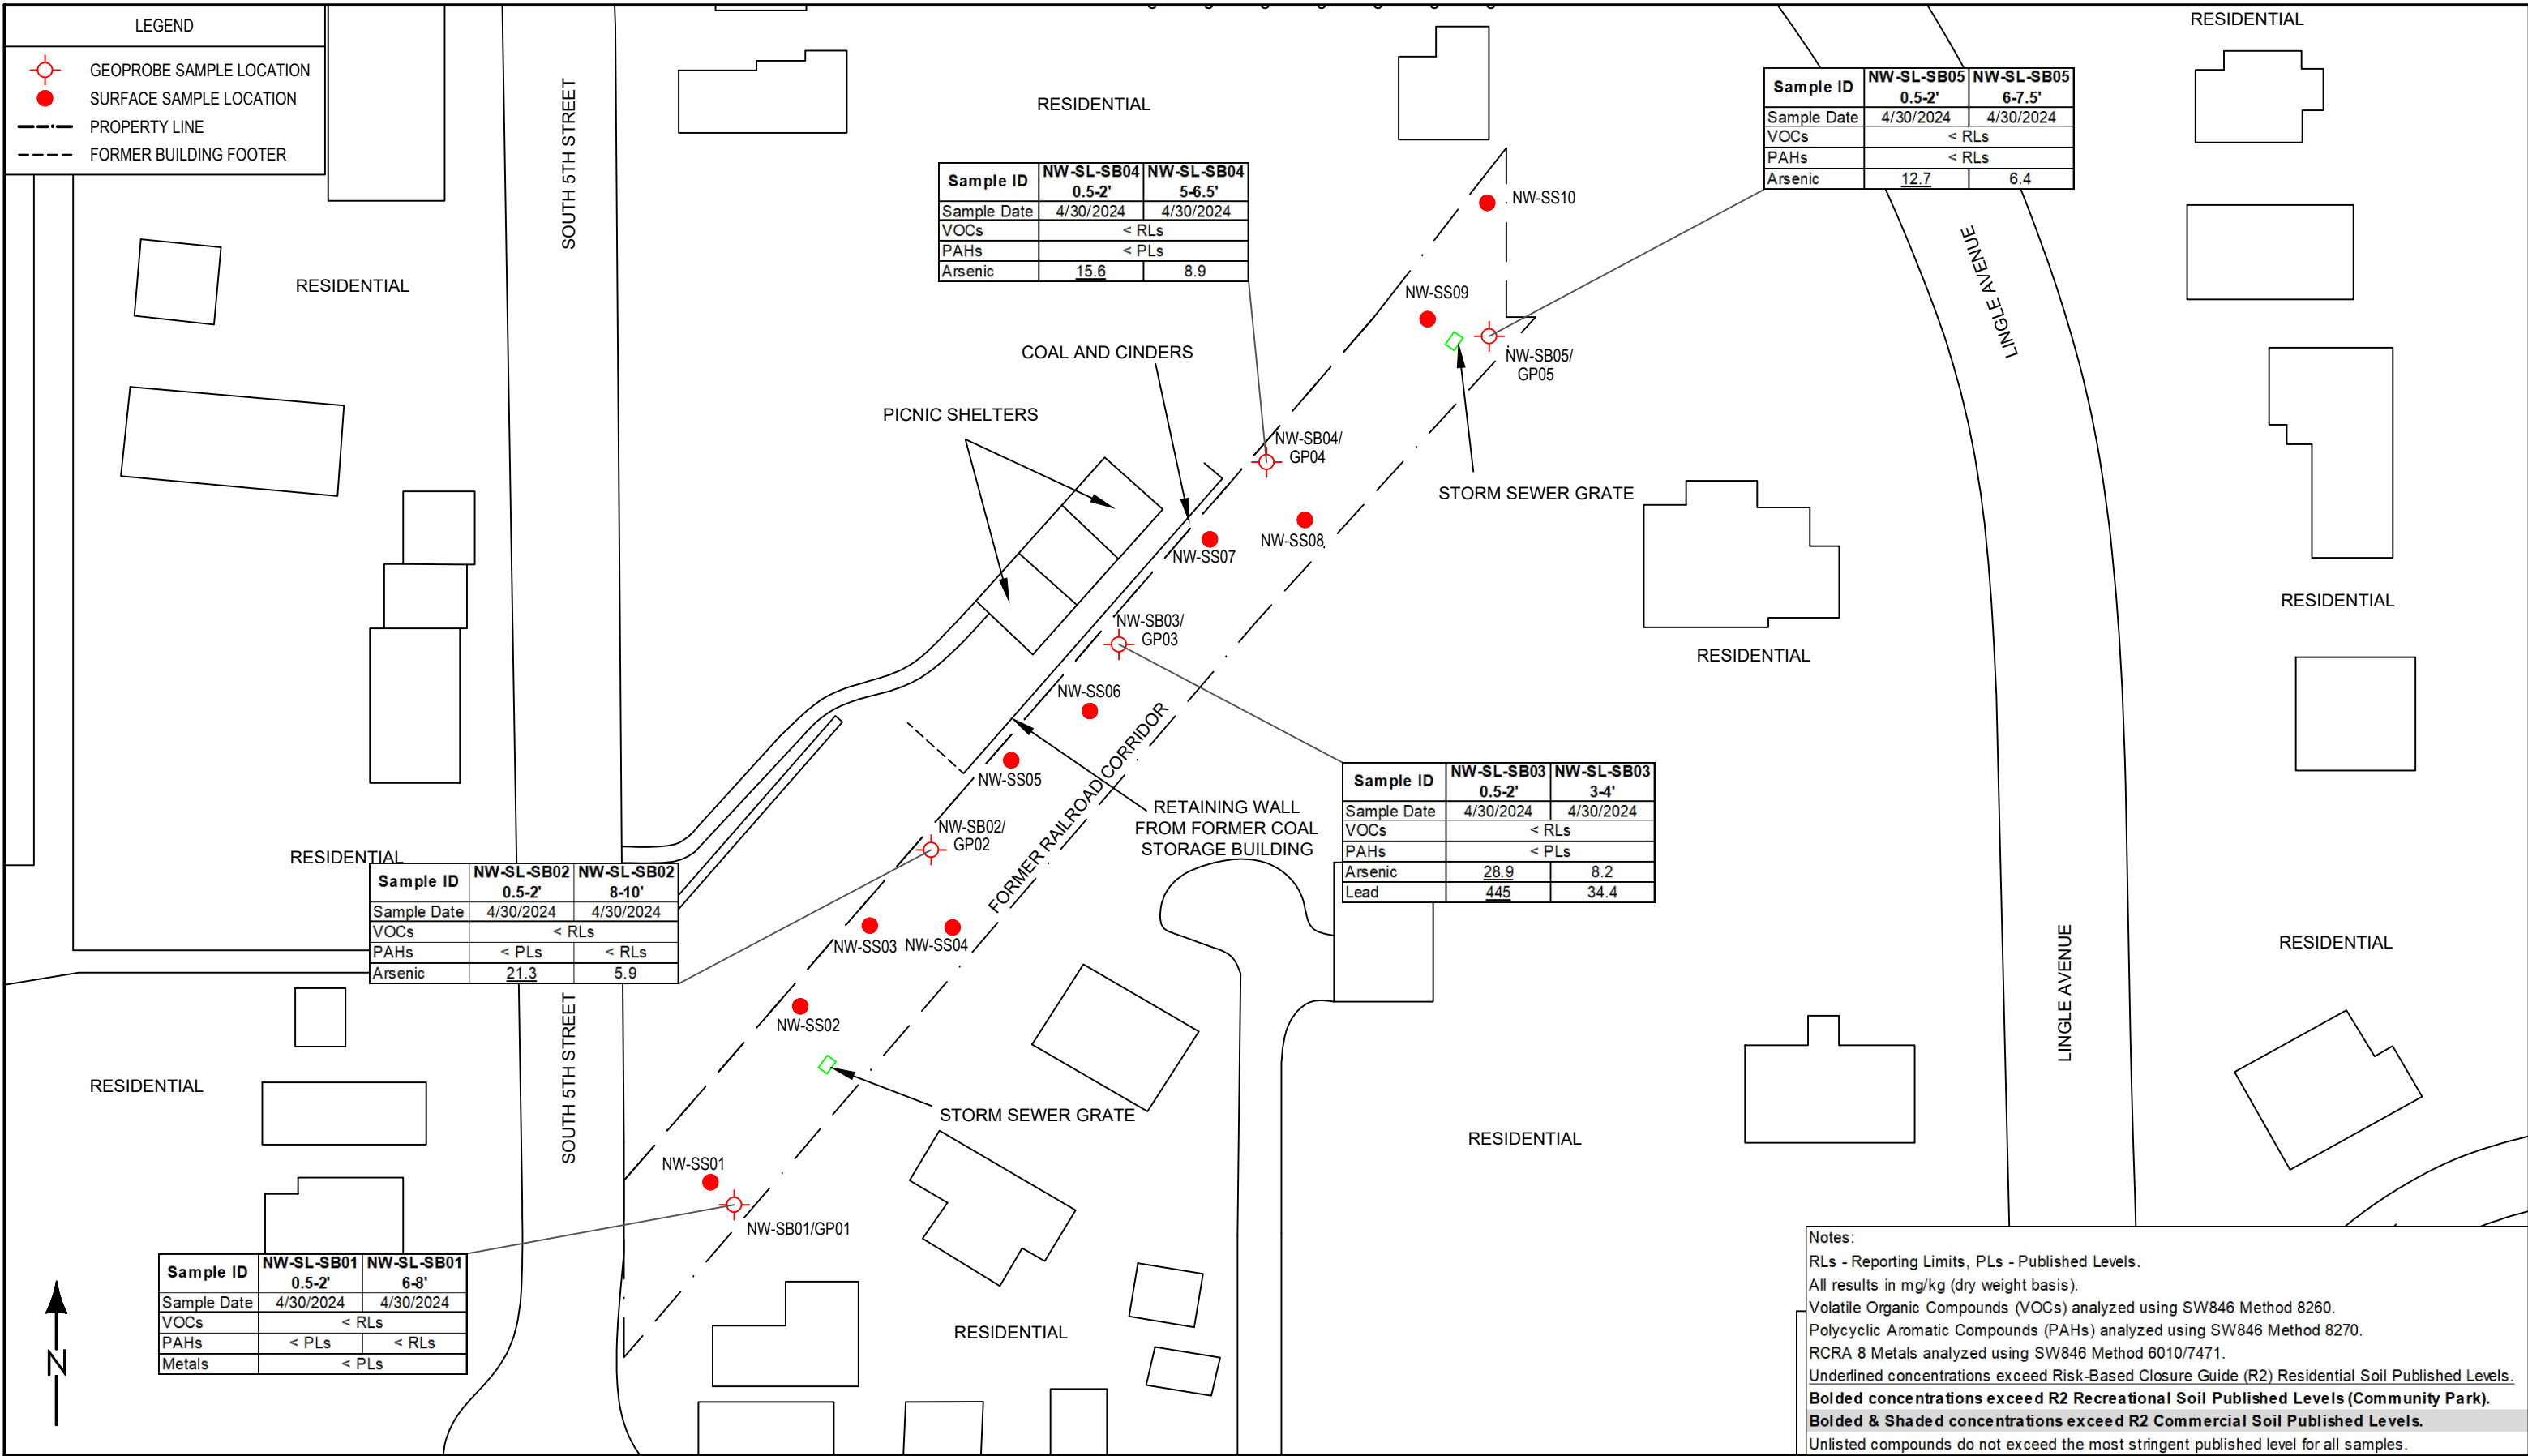 LEGEND
GEOPROBE SAMPLE LOCATION
SURFACE SAMPLE LOCATION
PROPERTY LINE
FORMER BUILDING FOOTER
SOUTH 5TH STREET
RESIDENTIAL
RESIDENTIAL
Sample ID NW-SL-SB05 0.5-2' NW-SL-SB05 6-7.5'
Sample Date 4/30/2024 4/30/2024
VOCs < RLs
PAHs < RLs
Arsenic 12.7 6.4
Sample ID NW-SL-SB04 0.5-2' NW-SL-SB04 5-6.5'
Sample Date 4/30/2024 4/30/2024
VOCs < RLs
PAHs < PLs
Arsenic 15.6 8.9
NW-SS10
LINGLE AVENUE
RESIDENTIAL
NW-SS09
COAL AND CINDERS
NW-SB05/
GP05
PICNIC SHELTERS
NW-SB04/
GP04
STORM SEWER GRATE
NW-SS08
NW-SS07
RESIDENTIAL
NW-SB03/
GP03
RESIDENTIAL
NW-SS06
FORMER RAILROAD CORRIDOR
NW-SS05
Sample ID NW-SL-SB03 0.5-2' NW-SL-SB03 3-4'
Sample Date 4/30/2024 4/30/2024
VOCs < RLs
PAHs < PLs
Arsenic 28.9 8.2
Lead 445 34.4
RETAINING WALL
FROM FORMER COAL
STORAGE BUILDING
NW-SB02/
GP02
RESIDENTIAL
Sample ID NW-SL-SB02 0.5-2' NW-SL-SB02 8-10'
Sample Date 4/30/2024 4/30/2024
VOCs < RLs
PAHs < PLs < RLs
Arsenic 21.3 5.9
NW-SS03 NW-SS04
RESIDENTIAL
LINGLE AVENUE
NW-SS02
SOUTH 5TH STREET
RESIDENTIAL
STORM SEWER GRATE
RESIDENTIAL
NW-SS01
NW-SB01/GP01
Sample ID NW-SL-SB01 0.5-2' NW-SL-SB01 6-8'
Sample Date 4/30/2024 4/30/2024
VOCs < RLs
PAHs < PLs < RLs
Metals < PLs
RESIDENTIAL
N
Notes:
RLs - Reporting Limits, PLs - Published Levels.
All results in mg/kg (dry weight basis).
Volatile Organic Compounds (VOCs) analyzed using SW846 Method 8260.
Polycyclic Aromatic Compounds (PAHs) analyzed using SW846 Method 8270.
RCRA 8 Metals analyzed using SW846 Method 6010/7471.
Underlined concentrations exceed Risk-Based Closure Guide (R2) Residential Soil Published Levels.
Bolded concentrations exceed R2 Recreational Soil Published Levels (Community Park).
Bolded & Shaded concentrations exceed R2 Commercial Soil Published Levels.
Unlisted compounds do not exceed the most stringent published level for all samples.